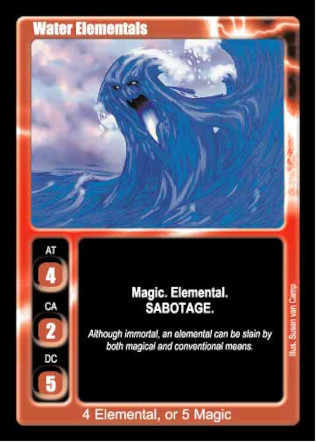 Water Elementals
AT
4
CA
2
DC
5
Magic. Elemental.
SABOTAGE.
Although immortal, an elemental can be slain by
both magical and conventional means.
Illus. Susan van Camp
4 Elemental, or 5 Magic